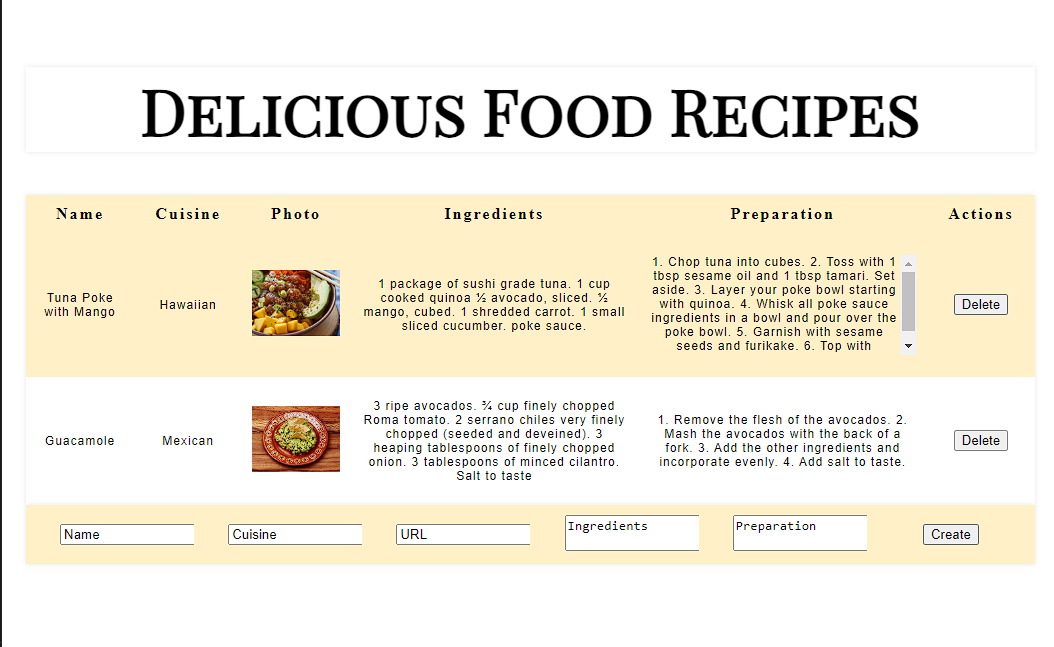 Delicious Food Recipes
Name Cuisine Photo Ingredients Preparation Actions
Tuna Poke
with Mango
Hawaiian
1 package of sushi grade tuna. 1 cup
cooked quinoa ½ avocado, sliced. ½
mango, cubed. 1 shredded carrot. 1 small
sliced cucumber. poke sauce.
1. Chop tuna into cubes. 2. Toss with 1
tbsp sesame oil and 1 tbsp tamari. Set
aside. 3. Layer your poke bowl starting
with quinoa. 4. Whisk all poke sauce
ingredients in a bowl and pour over the
poke bowl. 5. Garnish with sesame
seeds and furikake. 6. Top with
Delete
Guacamole
Mexican
3 ripe avocados. ¾ cup finely chopped
Roma tomato. 2 serrano chiles very finely
chopped (seeded and deveined). 3
heaping tablespoons of finely chopped
onion. 3 tablespoons of minced cilantro.
Salt to taste
1. Remove the flesh of the avocados. 2.
Mash the avocados with the back of a
fork. 3. Add the other ingredients and
incorporate evenly. 4. Add salt to taste.
Delete
Name Cuisine URL Ingredients Preparation Create